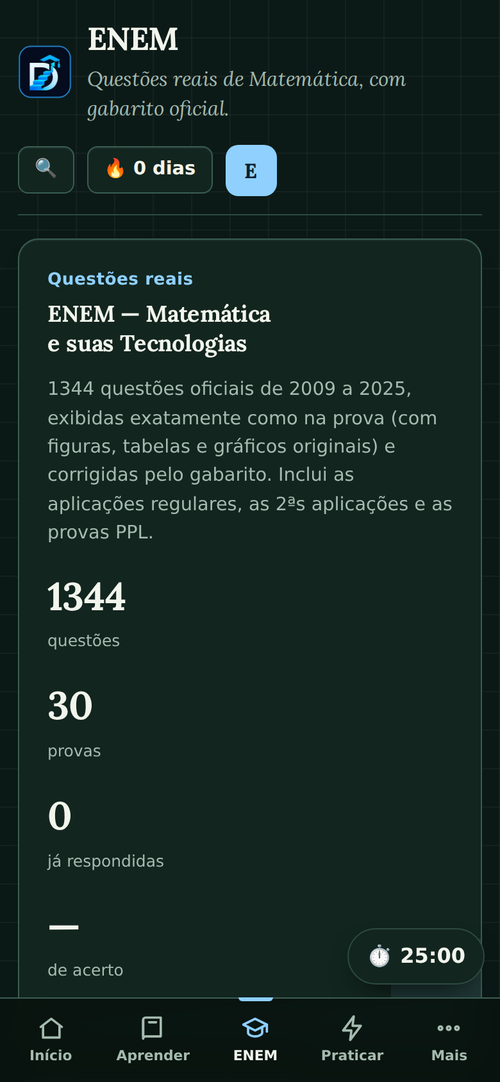 ENEM
Questões reais de Matemática, com
gabarito oficial.
🔍
🔥 0 dias
E
Questões reais
ENEM — Matemática
e suas Tecnologias
1344 questões oficiais de 2009 a 2025,
exibidas exatamente como na prova (com
figuras, tabelas e gráficos originais) e
corrigidas pelo gabarito. Inclui as
aplicações regulares, as 2ªs aplicações e as
provas PPL.
1344
questões
30
provas
0
já respondidas
—
de acerto
⏱️ 25:00
Início
Aprender
ENEM
Praticar
Mais